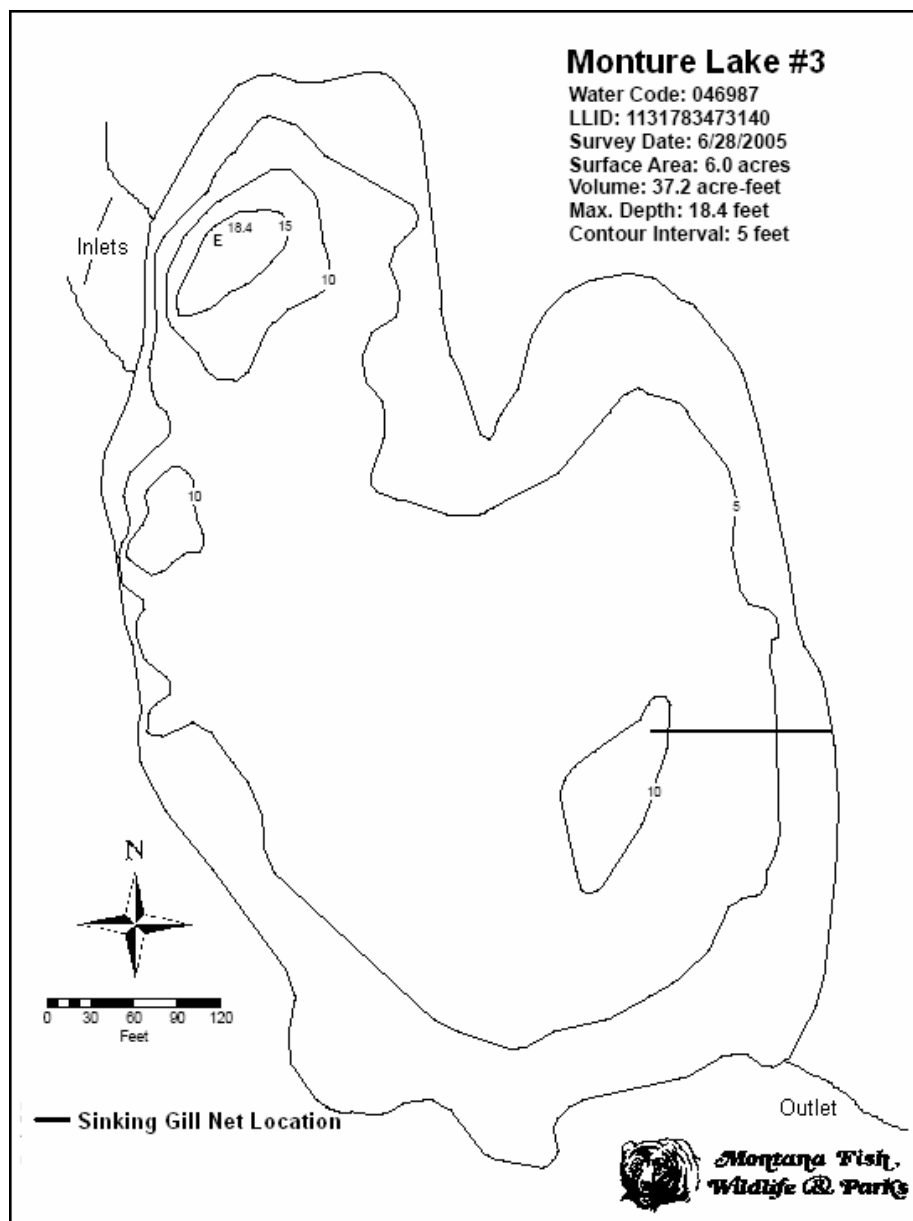 Monture Lake #3
Water Code: 046987
LLID: 1131783473140
Survey Date: 6/28/2005
Surface Area: 6.0 acres
Volume: 37.2 acre-feet
Max. Depth: 18.4 feet
Contour Interval: 5 feet
Inlets
18.4
15
E
10
10
5
10
N
0 30 60 90 120
Feet
Sinking Gill Net Location
Outlet
Montana Fish,
Wildlife & Parks